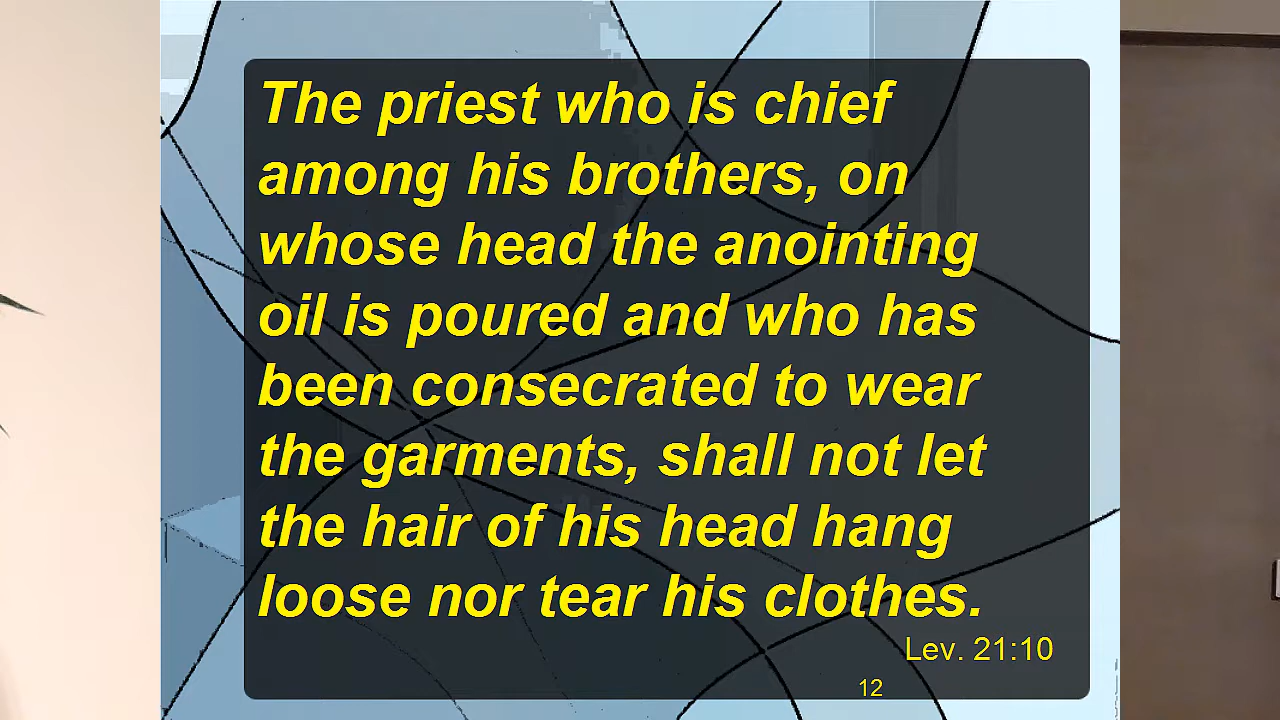 The priest who is chief
among his brothers, on
whose head the anointing
oil is poured and who has
been consecrated to wear
the garments, shall not let
the hair of his head hang
loose nor tear his clothes.
Lev. 21:10
12